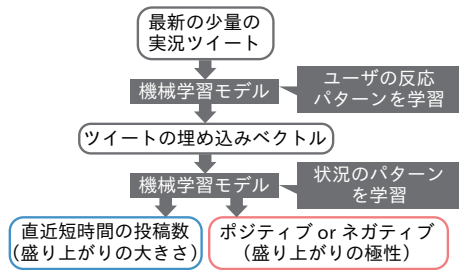 最新の少量の
実況ツイート
機械学習モデル
ユーザの反応
パターンを学習
ツイートの埋め込みベクトル
機械学習モデル
状況のパターン
を学習
直近短時間の投稿数
(盛り上がりの大きさ)
ポジティブ or ネガティブ
(盛り上がりの極性)